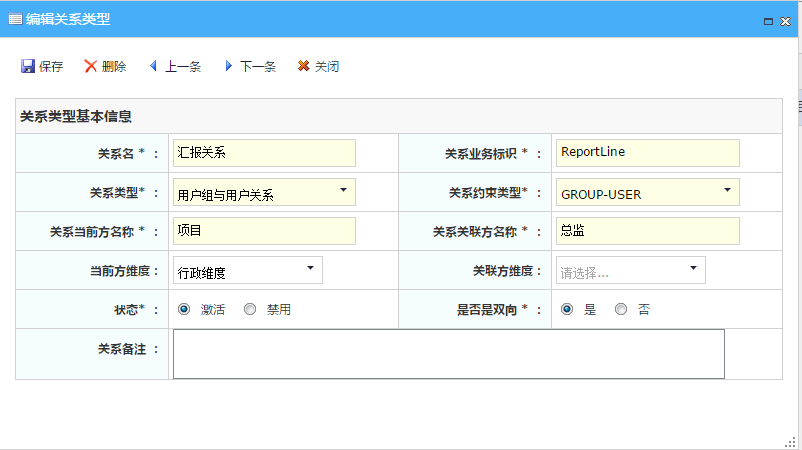 编辑关系类型
保存 删除 上一条 下一条 关闭
关系类型基本信息
关系名 * ： 汇报关系 关系业务标识 * ： ReportLine
关系类型* ： 用户组与用户关系 关系约束类型* ： GROUP-USER
关系当前方名称 * ： 项目 关系关联方名称 * ： 总监
当前方维度： 行政维度 关联方维度： 请选择...
状态* ： 激活 禁用 是否是双向 * ： 是 否
关系备注 ：